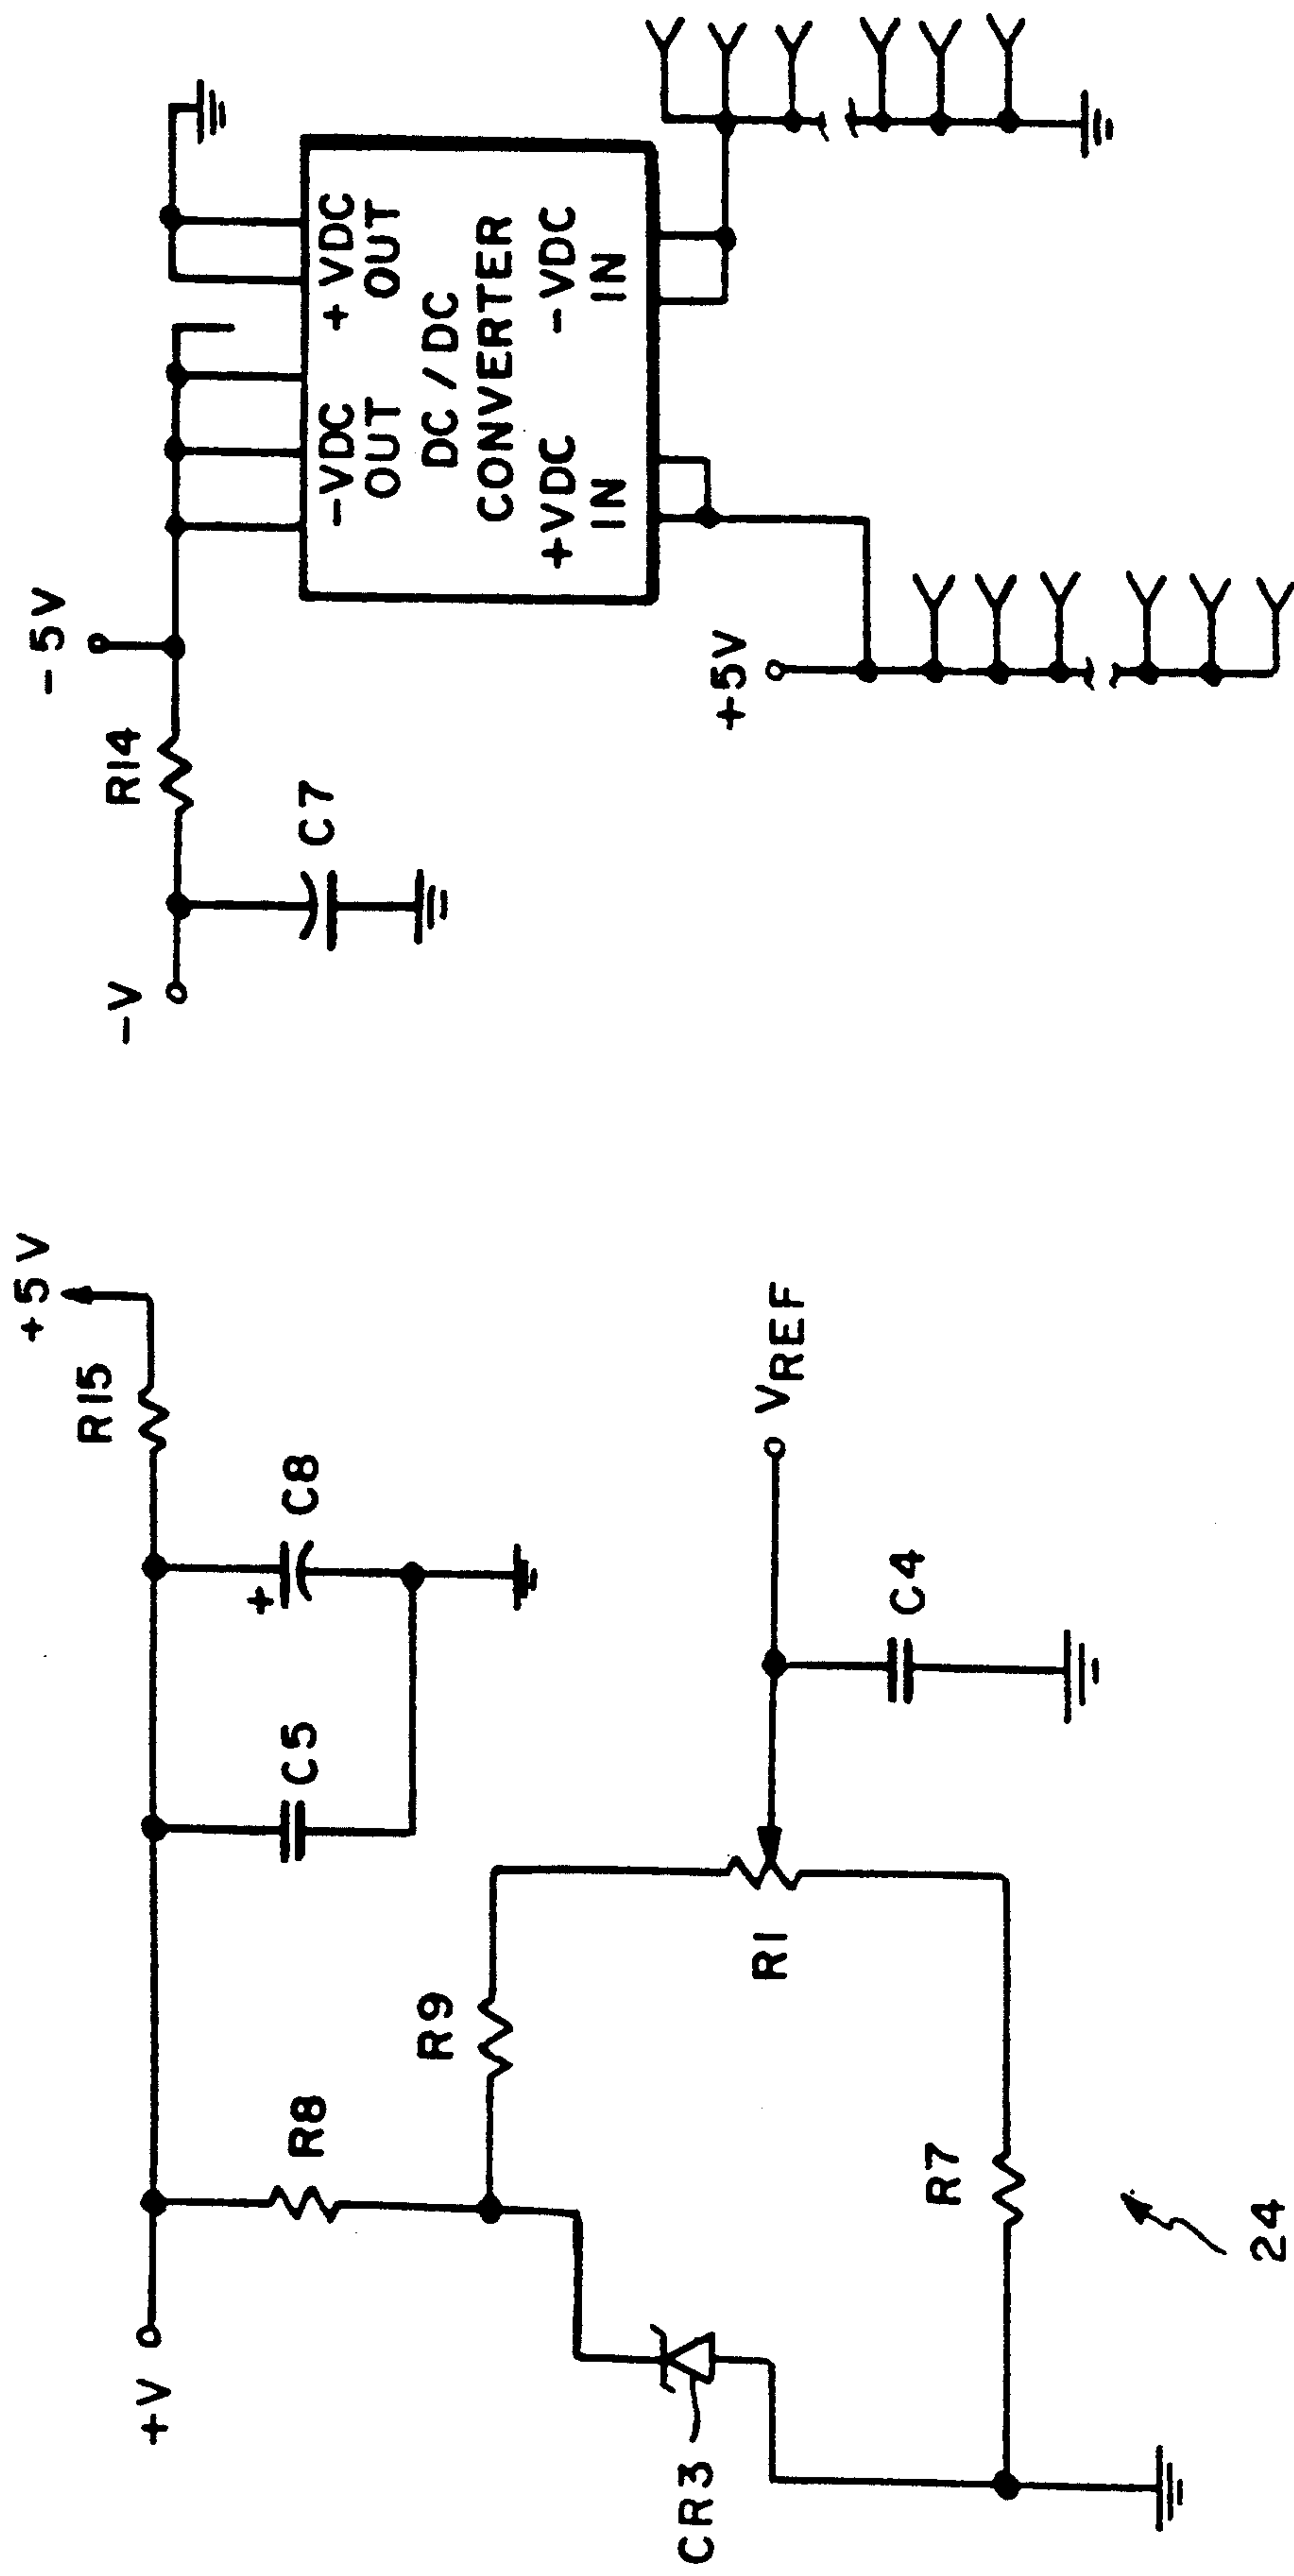 +5V
R15
C8
+
C5
+V
R8
R9
R1
VREF
C4
CR3
R7
24
-5V
R14
-V
C7
-VDC
OUT
+VDC
OUT
DC/DC
CONVERTER
+VDC
IN
-VDC
IN
+5V